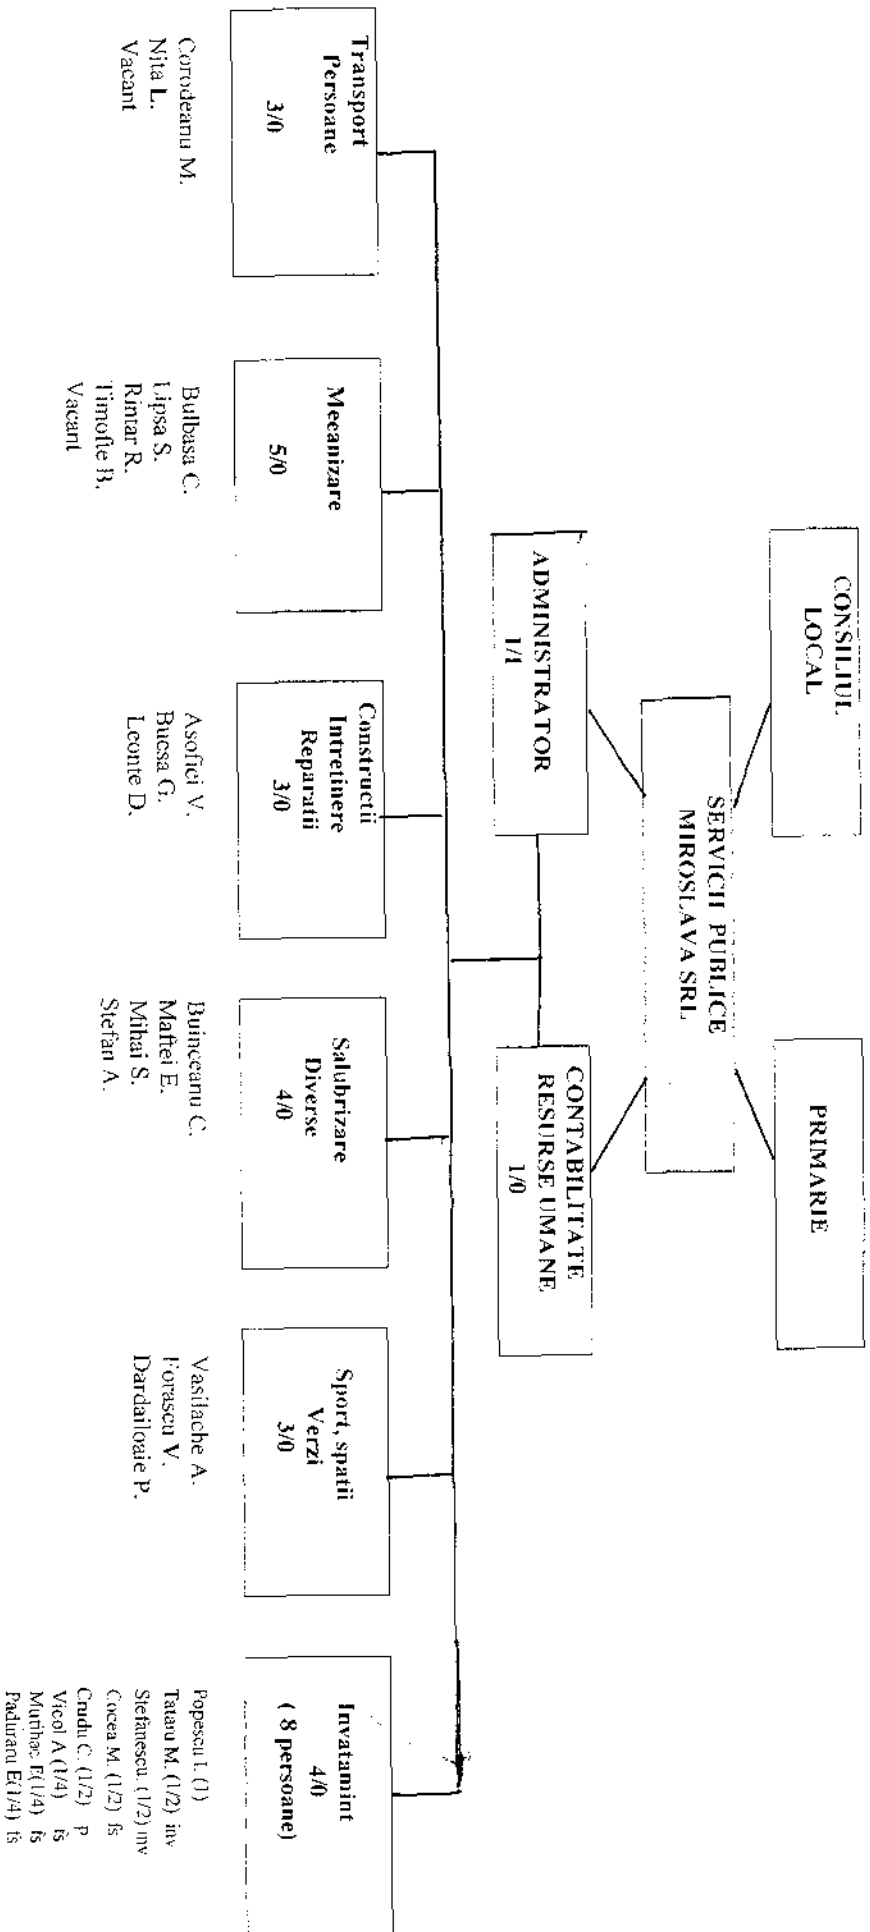 CONSILIUL
LOCAL
PRIMARIE
SERVICII PUBLICE
MIROSLAVA SRL
ADMINISTRATOR
1/1
CONTABILITATE
RESURSE UMANE
1/0
Transport
Persoane
3/0
Corodeanu M.
Nita L.
Vacant
Mecanizare
5/0
Bulbasa C.
Lipsa S.
Rintar R.
Timofte B.
Vacant
Constructii
Intretinere
Reparatii
3/0
Asofiei V.
Bucsa G.
Leonte D.
Salubrizare
Diverse
4/0
Buinceanu C.
Maftei E.
Mihai S.
Stefan A.
Sport, spatii
Verzi
3/0
Vasilache A.
Forascu V.
Dardailoaie P.
Invatamint
4/0
( 8 persoane)
Popescu I. (1)
Tataru M. (1/2) inv
Stefanescu. (1/2) inv
Cocea M. (1/2) fs
Crudu C. (1/2) p
Vicol A (1/4) fs
Mutihac E(1/4) fs
Paduraru E(1/4) fs